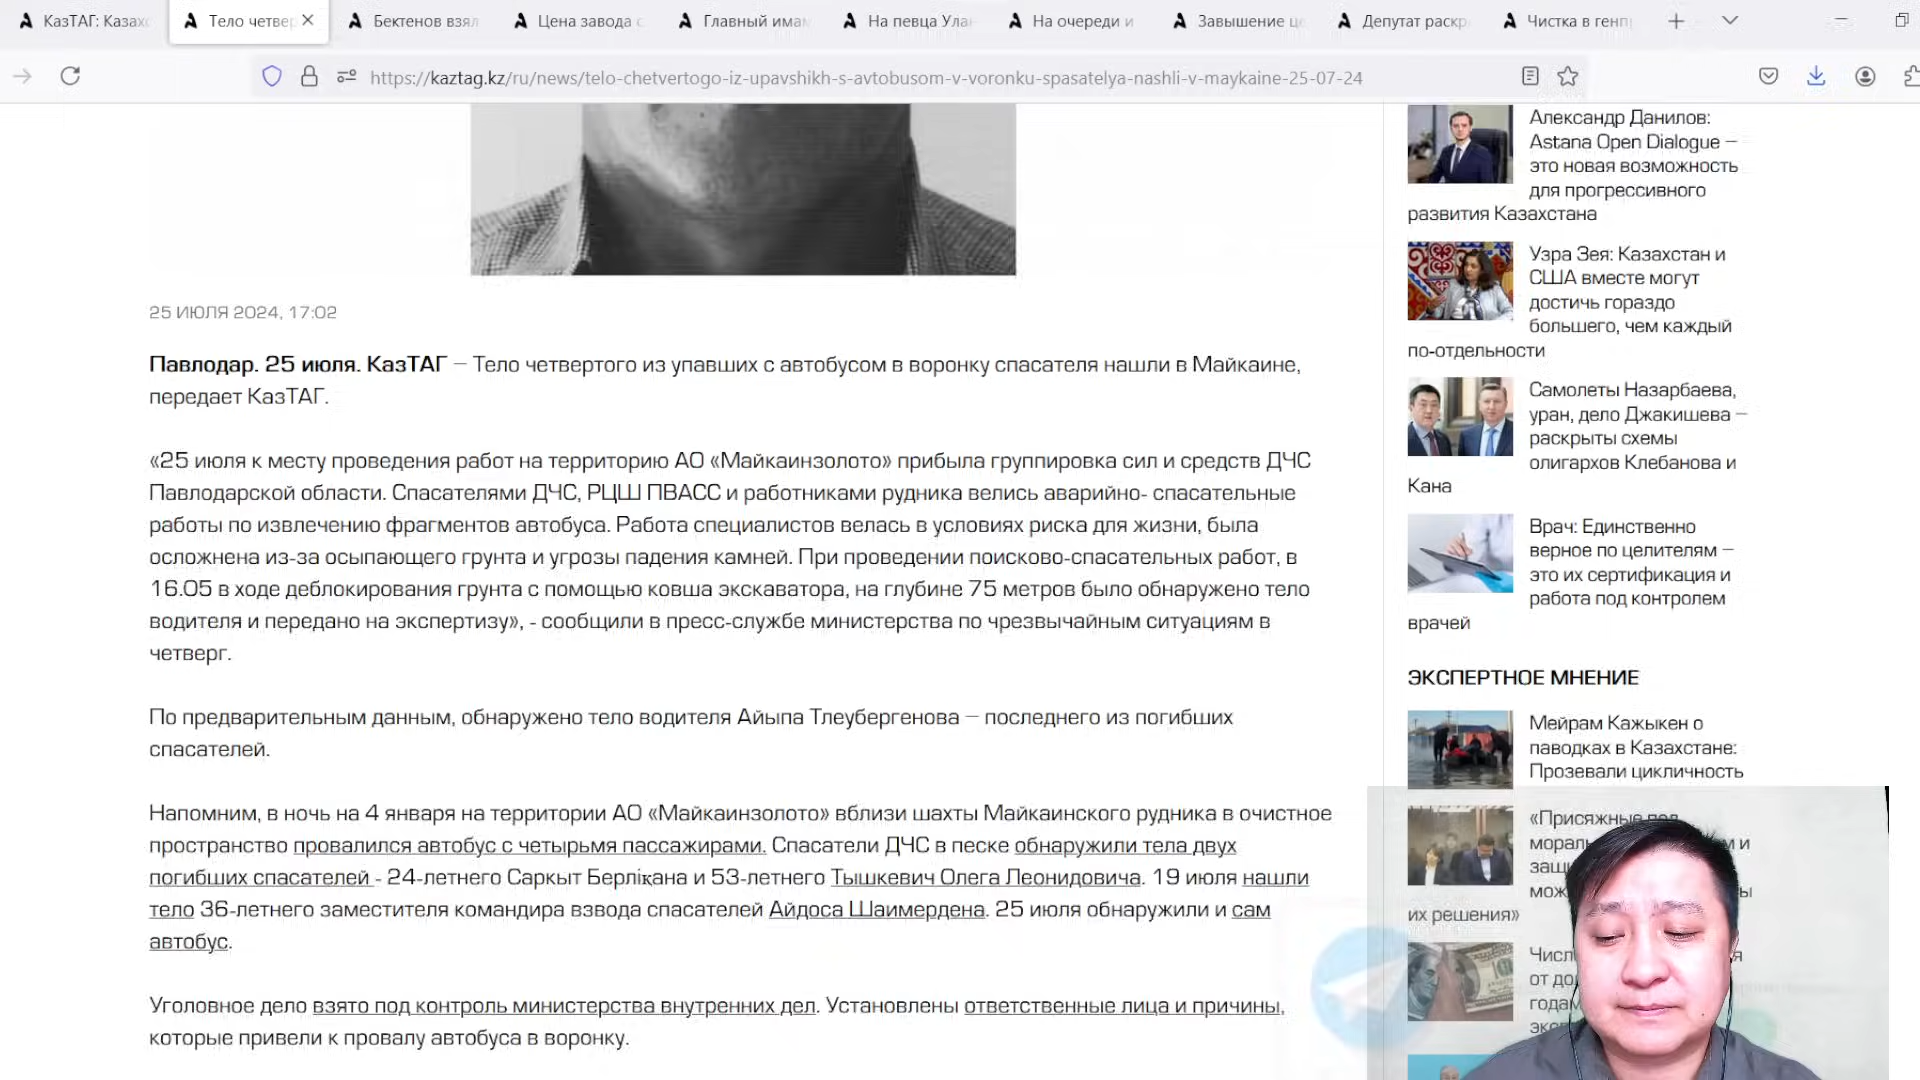 КазТАГ: Казах
Тело четвер
Бектенов взял
Цена завода с
Главный имам
На певца Улан
На очереди и
Завышение це
Депутат раскр
Чистка в генп
https://kaztag.kz/ru/news/telo-chetvertogo-iz-upavshikh-s-avtobusom-v-voronku-spasatelya-nashli-v-maykaine-25-07-24
25 ИЮЛЯ 2024, 17:02
Павлодар. 25 июля. КазТАГ – Тело четвертого из упавших с автобусом в воронку спасателя нашли в Майкаине,
передает КазТАГ.
«25 июля к месту проведения работ на территорию АО «Майкаинзолото» прибыла группировка сил и средств ДЧС
Павлодарской области. Спасателями ДЧС, РЦШ ПВАСС и работниками рудника велись аварийно- спасательные
работы по извлечению фрагментов автобуса. Работа специалистов велась в условиях риска для жизни, была
осложнена из-за осыпающего грунта и угрозы падения камней. При проведении поисково-спасательных работ, в
16.05 в ходе деблокирования грунта с помощью ковша экскаватора, на глубине 75 метров было обнаружено тело
водителя и передано на экспертизу», - сообщили в пресс-службе министерства по чрезвычайным ситуациям в
четверг.
По предварительным данным, обнаружено тело водителя Айыпа Тлеубергенова – последнего из погибших
спасателей.
Напомним, в ночь на 4 января на территории АО «Майкаинзолото» вблизи шахты Майкаинского рудника в очистное
пространство провалился автобус с четырьмя пассажирами. Спасатели ДЧС в песке обнаружили тела двух
погибших спасателей - 24-летнего Саркыт Берліқана и 53-летнего Тышкевич Олега Леонидовича. 19 июля нашли
тело 36-летнего заместителя командира взвода спасателей Айдоса Шаимердена. 25 июля обнаружили и сам
автобус.
Уголовное дело взято под контроль министерства внутренних дел. Установлены ответственные лица и причины,
которые привели к провалу автобуса в воронку.
Александр Данилов:
Astana Open Dialogue –
это новая возможность
для прогрессивного
развития Казахстана
Узра Зея: Казахстан и
США вместе могут
достичь гораздо
большего, чем каждый
по-отдельности
Самолеты Назарбаева,
уран, дело Джакишева –
раскрыты схемы
олигархов Клебанова и
Кана
Врач: Единственно
верное по целителям –
это их сертификация и
работа под контролем
врачей
ЭКСПЕРТНОЕ МНЕНИЕ
Мейрам Кажыкен о
паводках в Казахстане:
Прозевали цикличность
«Присяжные под
их решения»